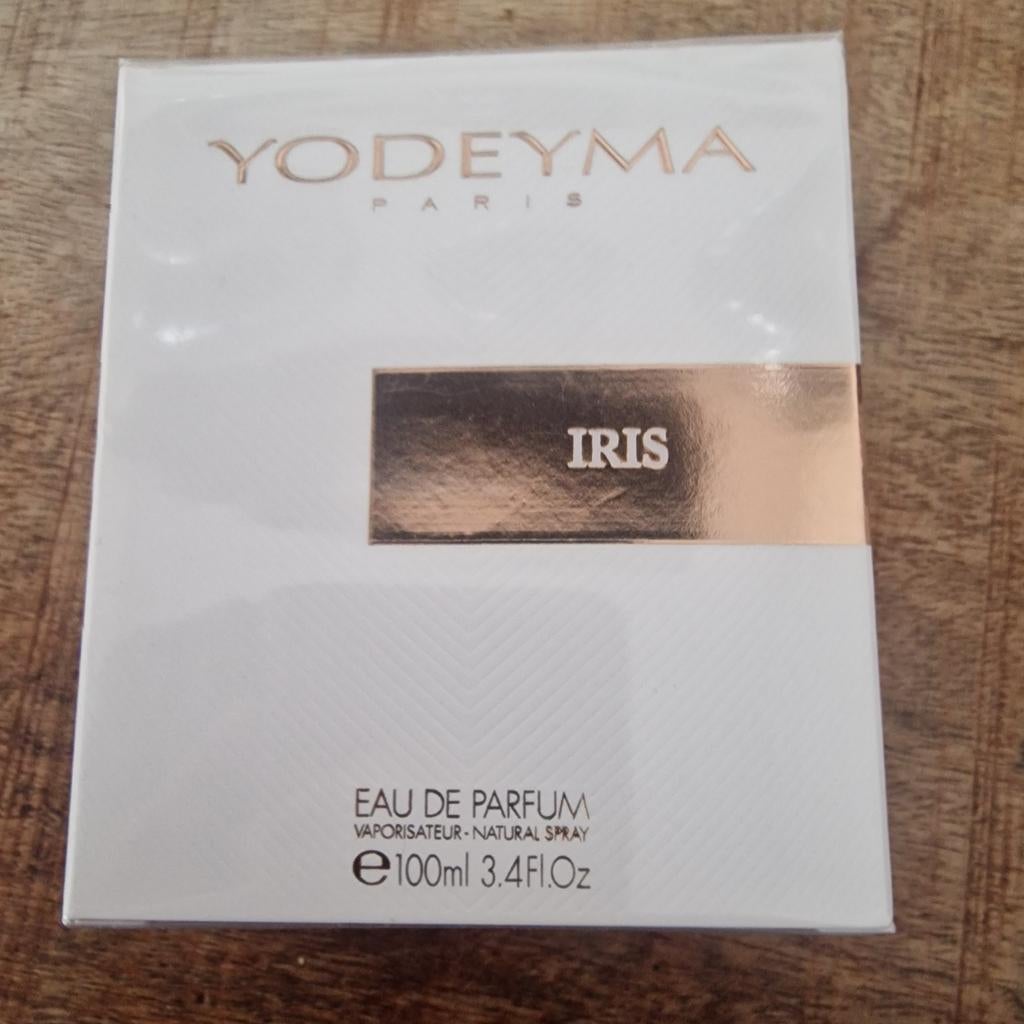 YODEYMA
PARIS
IRIS
EAU DE PARFUM
VAPORISATEUR - NATURAL SPRAY
℮100ml 3.4Fl.Oz